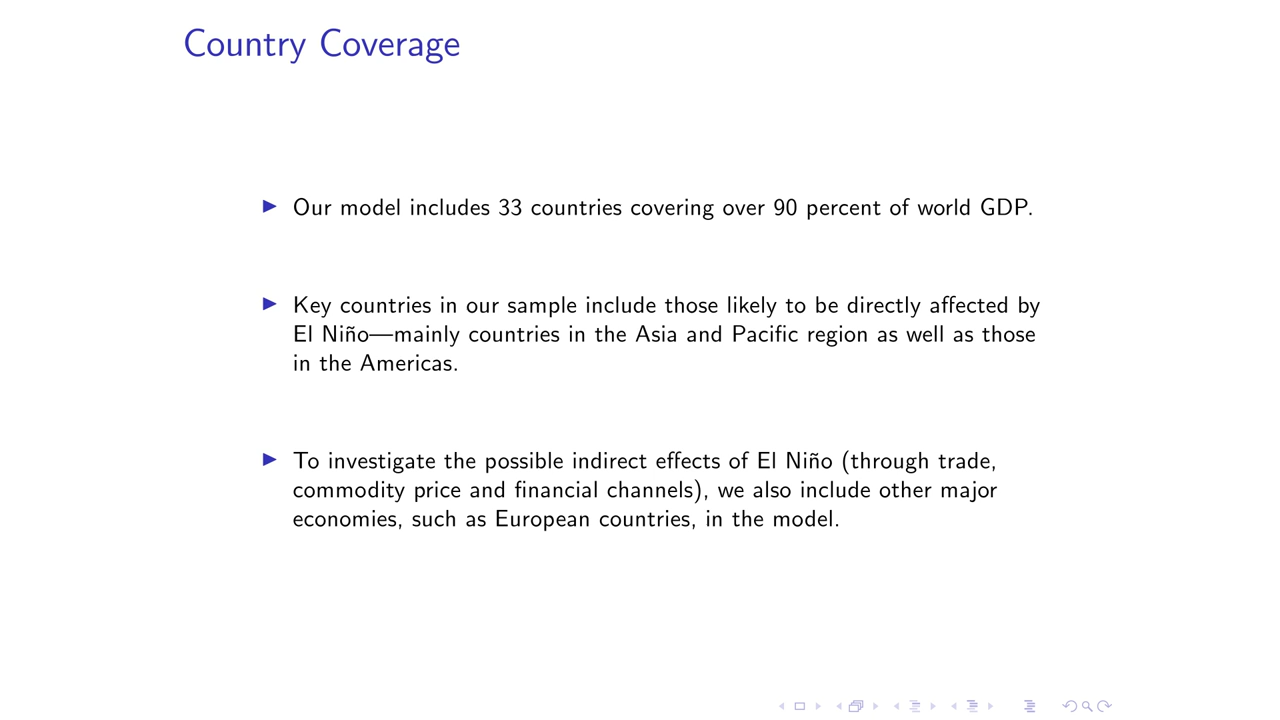 Country Coverage
Our model includes 33 countries covering over 90 percent of world GDP.
Key countries in our sample include those likely to be directly affected by
El Niño—mainly countries in the Asia and Pacific region as well as those
in the Americas.
To investigate the possible indirect effects of El Niño (through trade,
commodity price and financial channels), we also include other major
economies, such as European countries, in the model.